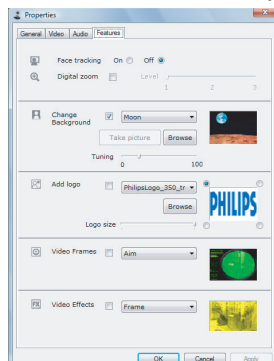 Properties
General Video Audio Features
Face tracking On Off
Digital zoom Level
1 2 3
Change Background Moon
Take picture Browse
Tuning
0 100
Add logo PhilipsLogo_350_tr
Browse
PHILIPS
Logo size
Video Frames Aim
Video Effects Frame
FX
OK Cancel Apply